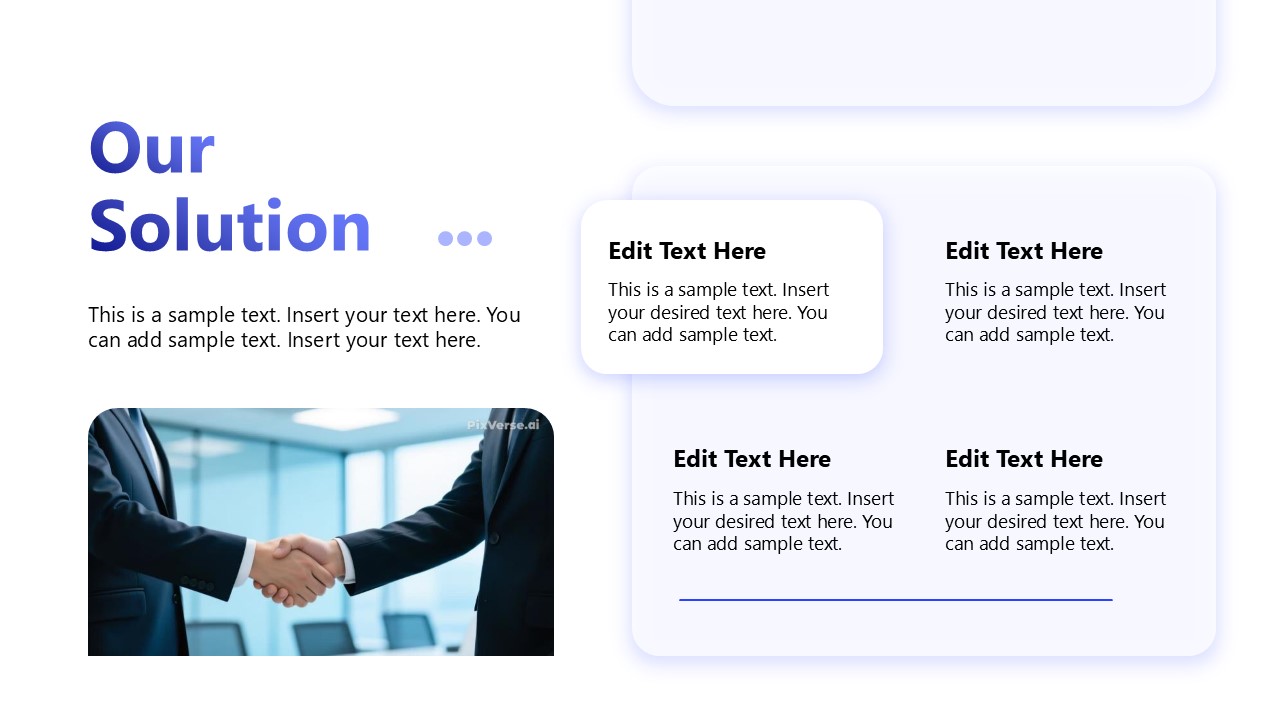 Our
Solution
This is a sample text. Insert your text here. You
can add sample text. Insert your text here.
PixVerse.ai
Edit Text Here
This is a sample text. Insert
your desired text here. You
can add sample text.
Edit Text Here
This is a sample text. Insert
your desired text here. You
can add sample text.
Edit Text Here
This is a sample text. Insert
your desired text here. You
can add sample text.
Edit Text Here
This is a sample text. Insert
your desired text here. You
can add sample text.